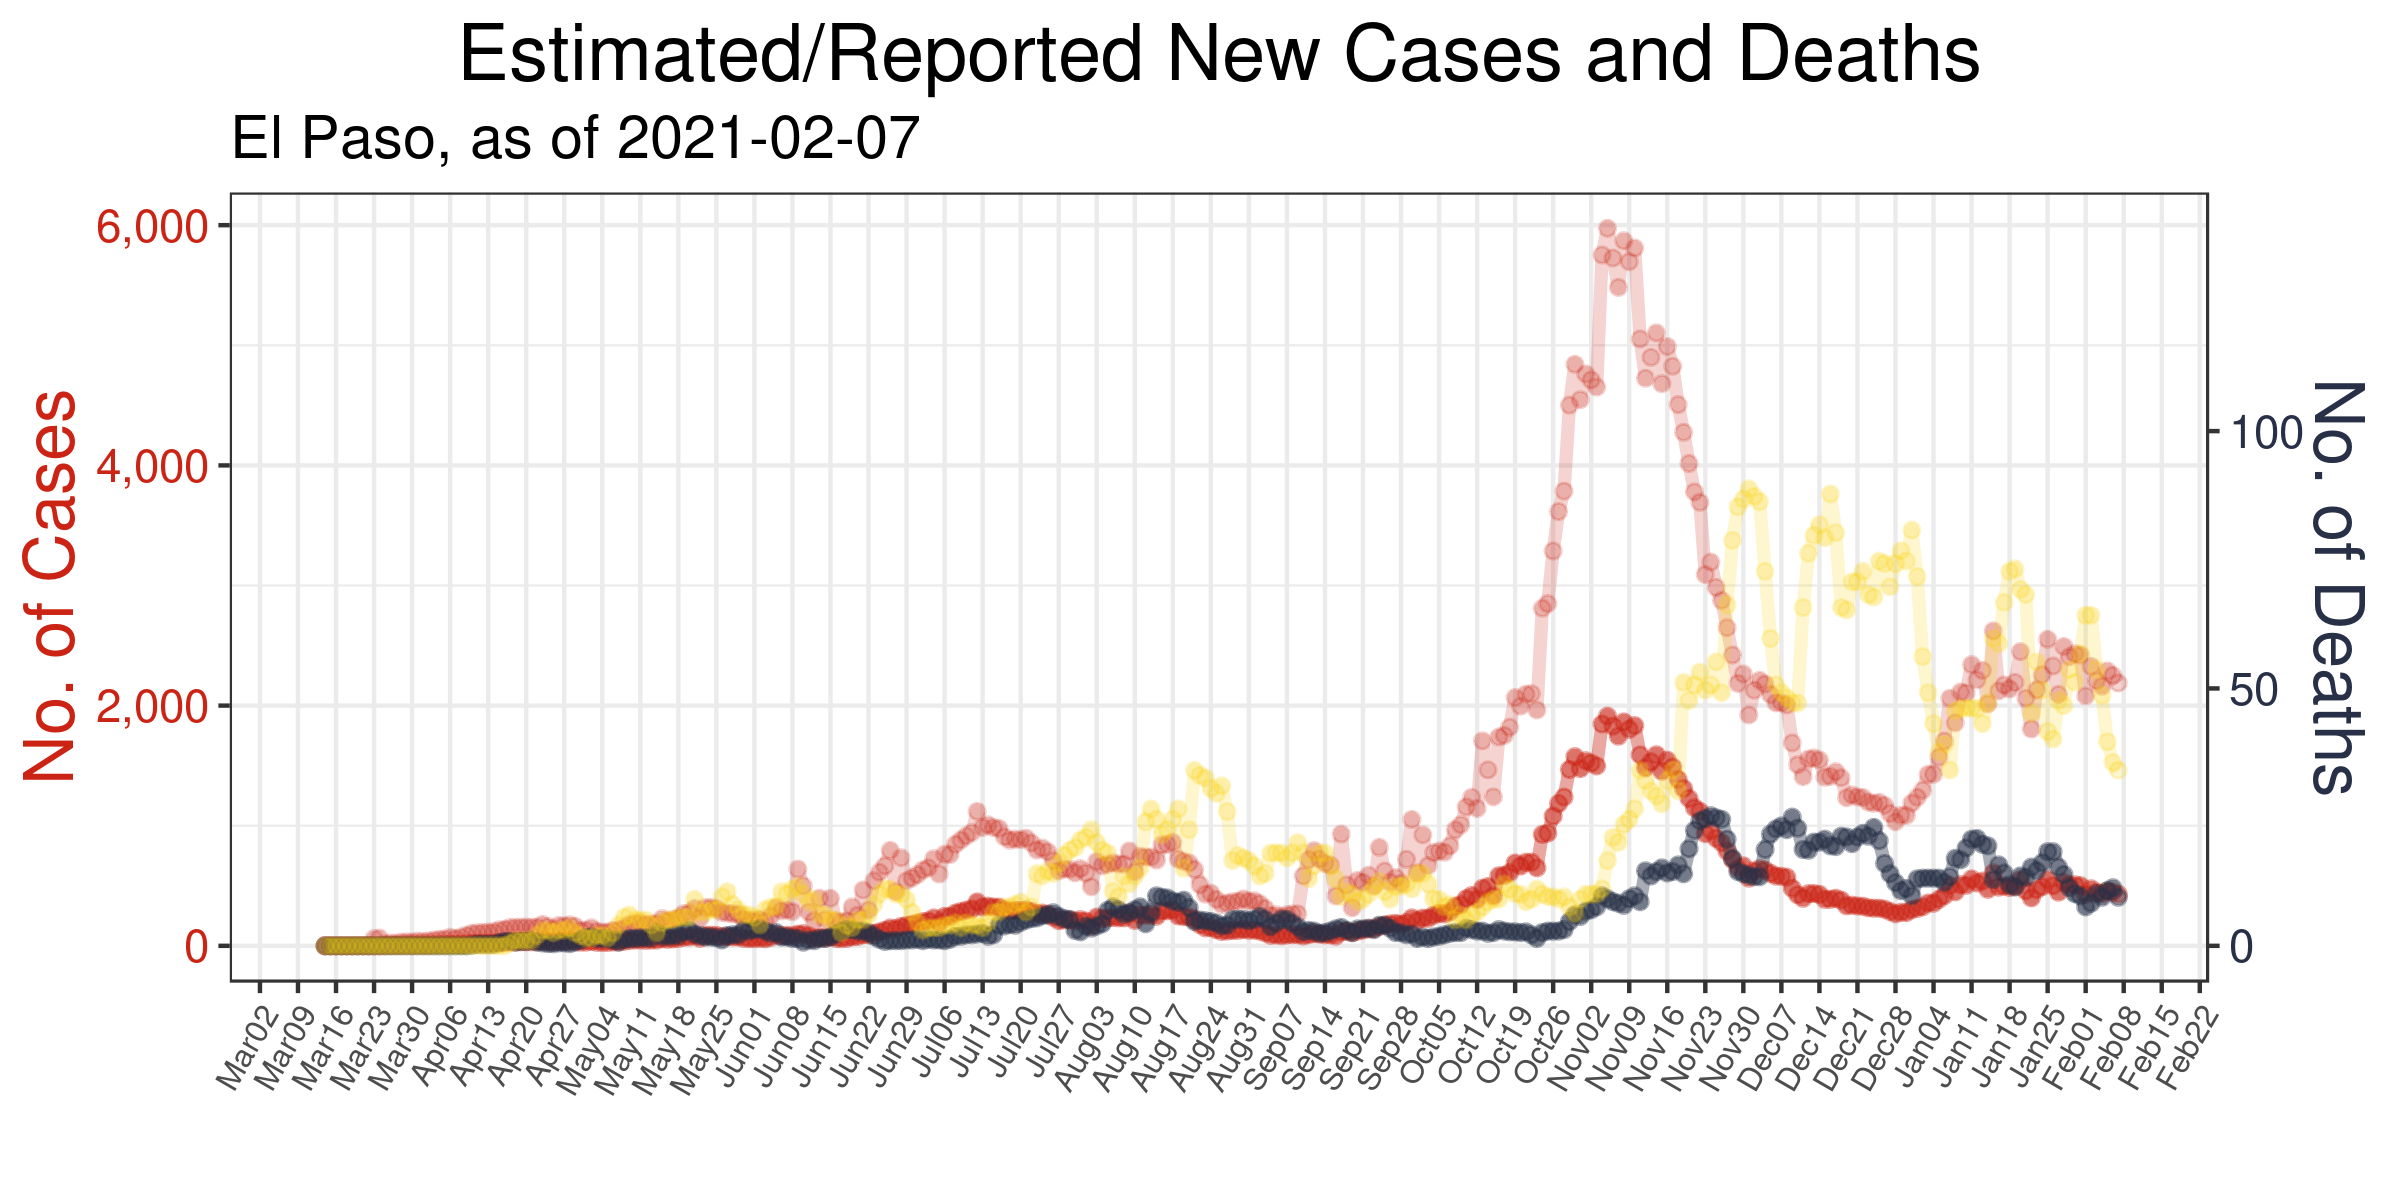 Estimated/Reported New Cases and Deaths
El Paso, as of 2021-02-07
No. of Cases
6,000
4,000
2,000
0
100
50
0
No. of Deaths
Mar02 Mar09 Mar16 Mar23 Mar30 Apr06 Apr13 Apr20 Apr27 May04 May11 May18 May25 Jun01 Jun08 Jun15 Jun22 Jun29 Jul06 Jul13 Jul20 Jul27 Aug03 Aug10 Aug17 Aug24 Aug31 Sep07 Sep14 Sep21 Sep28 Oct05 Oct12 Oct19 Oct26 Nov02 Nov09 Nov16 Nov23 Nov30 Dec07 Dec14 Dec21 Dec28 Jan04 Jan11 Jan18 Jan25 Feb01 Feb08 Feb15 Feb22